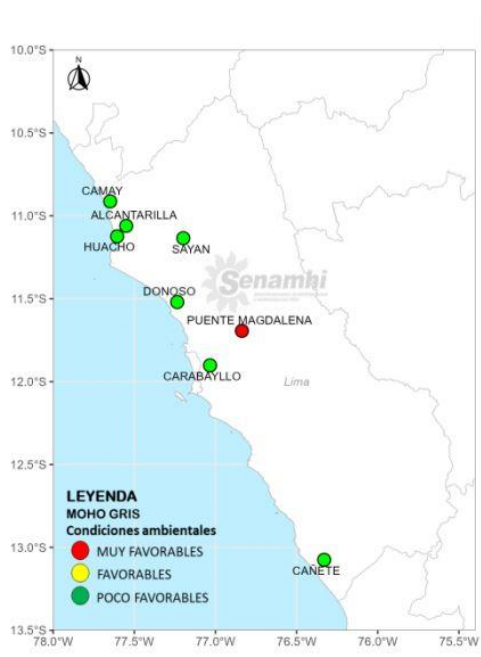 10.0°S
N
10.5°S
CAMAY
11.0°S
ALCANTARILLA
HUACHO
SAYAN
Senamhi
11.5°S
DONOSO
PUENTE MAGDALENA
12.0°S
CARABAYLLO
Lima
12.5°S
LEYENDA
MOHO GRIS
Condiciones ambientales
13.0°S
MUY FAVORABLES
CAÑETE
FAVORABLES
POCO FAVORABLES
13.5°S
78.0°W 77.5°W 77.0°W 76.5°W 76.0°W 75.5°W